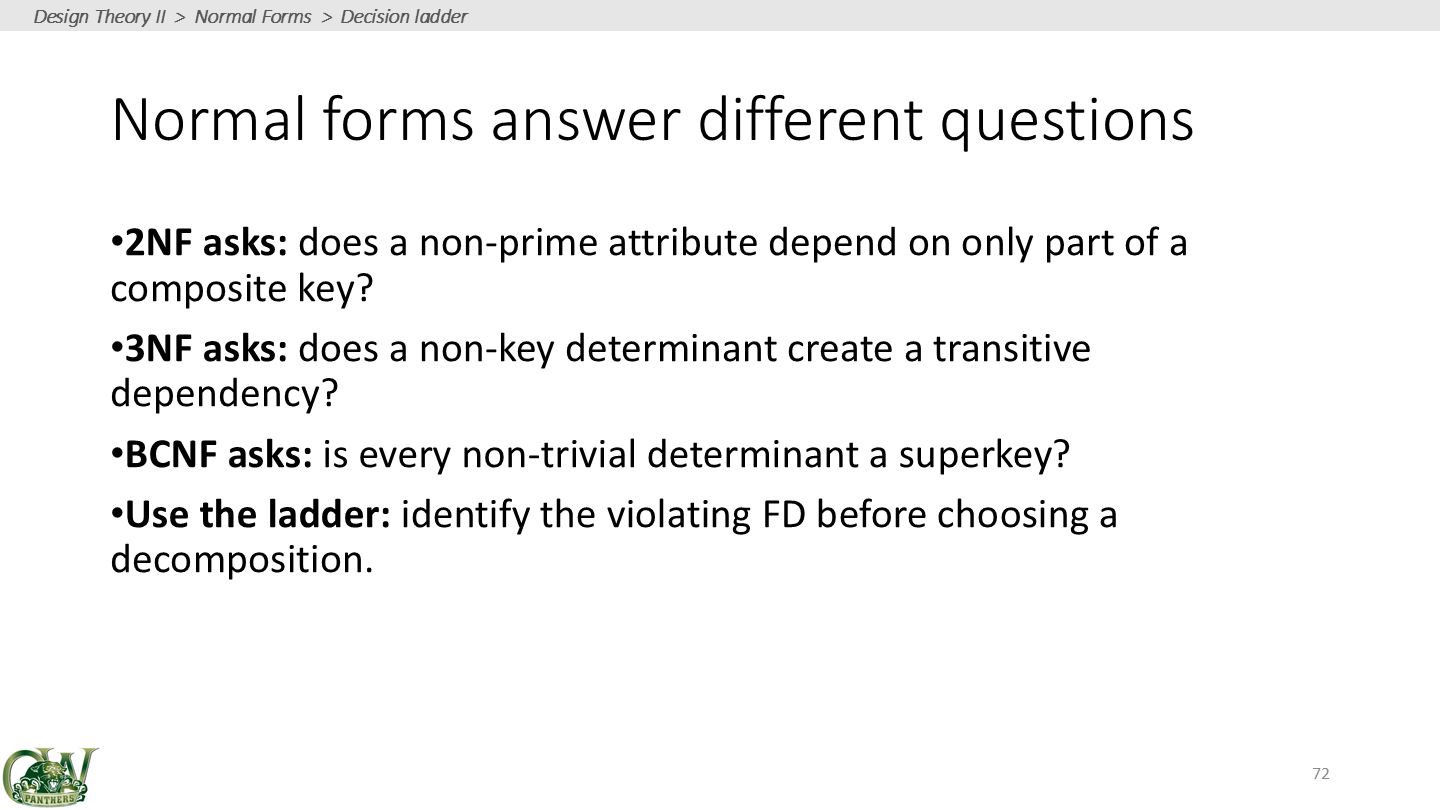 Design Theory II > Normal Forms > Decision ladder
Normal forms answer different questions
•2NF asks: does a non-prime attribute depend on only part of a
composite key?
•3NF asks: does a non-key determinant create a transitive
dependency?
•BCNF asks: is every non-trivial determinant a superkey?
•Use the ladder: identify the violating FD before choosing a
decomposition.
OW
PANTHERS
72